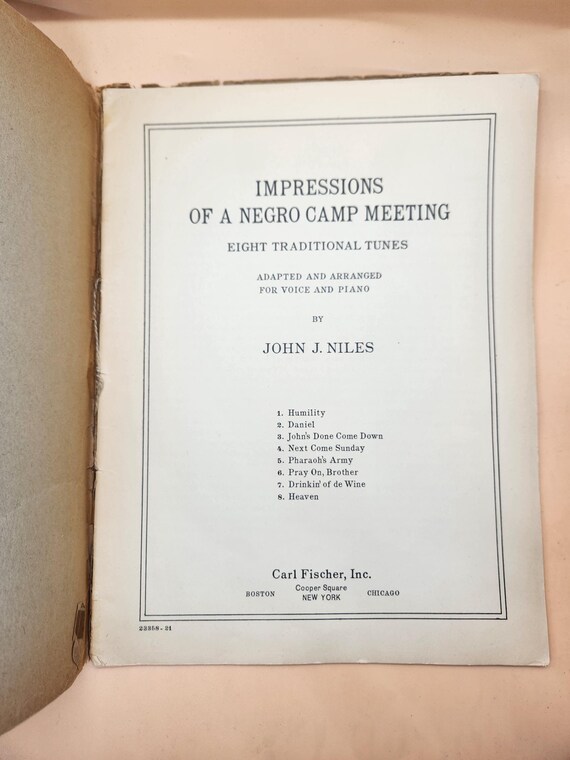 IMPRESSIONS
OF A NEGRO CAMP MEETING
EIGHT TRADITIONAL TUNES
ADAPTED AND ARRANGED
FOR VOICE AND PIANO
BY
JOHN J. NILES
1. Humility
2. Daniel
3. John's Done Come Down
4. Next Come Sunday
5. Pharaoh's Army
6. Pray On, Brother
7. Drinkin' of de Wine
8. Heaven
Carl Fischer, Inc.
Cooper Square
BOSTON NEW YORK CHICAGO
23358-21